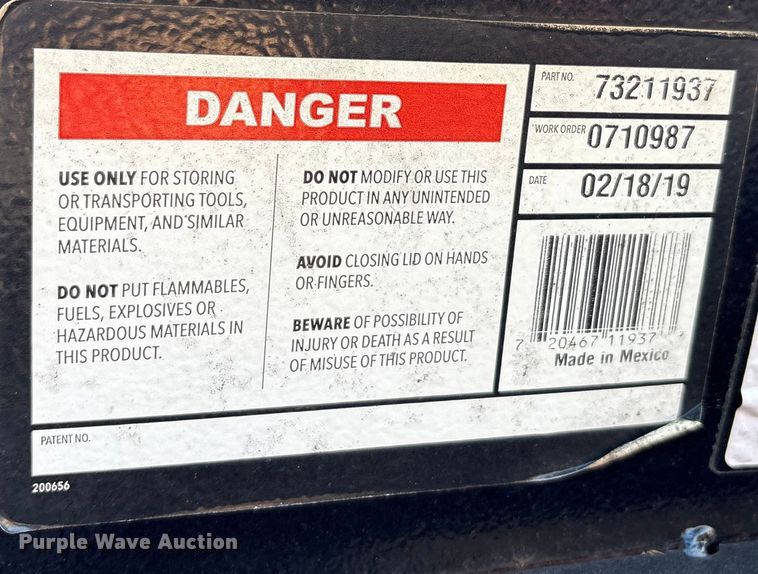 DANGER
USE ONLY FOR STORING
OR TRANSPORTING TOOLS,
EQUIPMENT, AND SIMILAR
MATERIALS.
DO NOT PUT FLAMMABLES,
FUELS, EXPLOSIVES OR
HAZARDOUS MATERIALS IN
THIS PRODUCT.
DO NOT MODIFY OR USE THIS
PRODUCT IN ANY UNINTENDED
OR UNREASONABLE WAY.
AVOID CLOSING LID ON HANDS
OR FINGERS.
BEWARE OF POSSIBILITY OF
INJURY OR DEATH AS A RESULT
OF MISUSE OF THIS PRODUCT.
PART NO. 73211937
WORK ORDER 0710987
DATE 02/18/19
7 20467 11937
Made in Mexico
PATENT NO.
200656
Purple Wave Auction